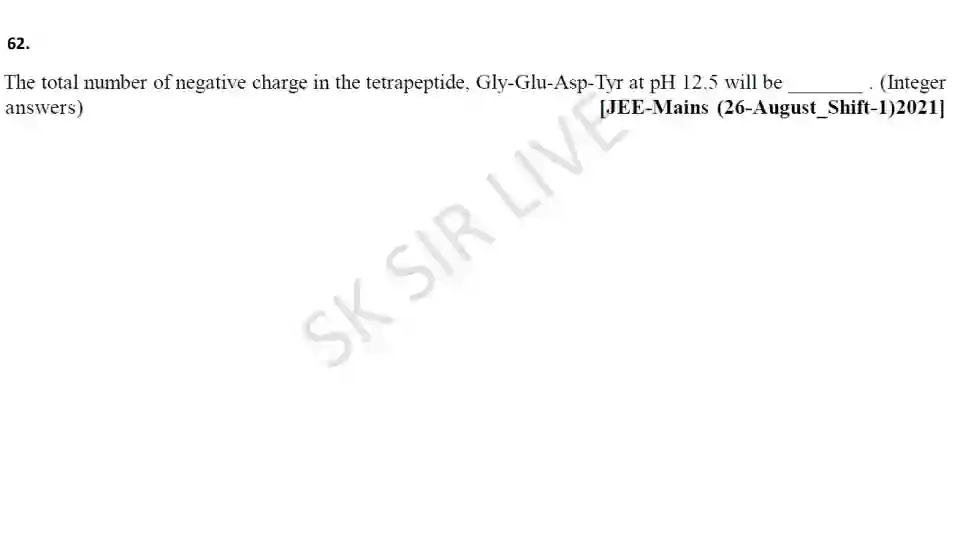 62.
The total number of negative charge in the tetrapeptide, Gly-Glu-Asp-Tyr at pH 12.5 will be ________ . (Integer
answers) [JEE-Mains (26-August_Shift-1)2021]
SK SIR LIVE